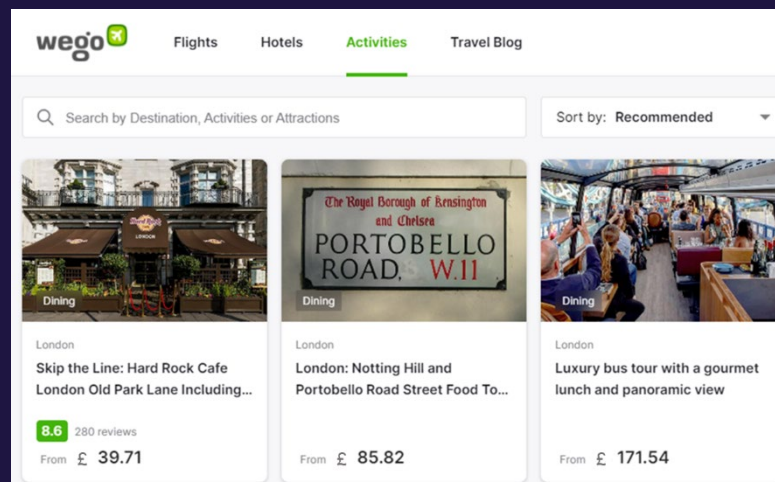 wego
Flights Hotels Activities Travel Blog
Search by Destination, Activities or Attractions
Sort by: Recommended
Hard Rock
LONDON
Dining
London
Skip the Line: Hard Rock Cafe
London Old Park Lane Including...
8.6 280 reviews
From £ 39.71
The Royal Borough of Kensington
and Chelsea
PORTOBELLO
ROAD, W.11
Dining
London
London: Notting Hill and
Portobello Road Street Food To...
From £ 85.82
Dining
London
Luxury bus tour with a gourmet
lunch and panoramic view
From £ 171.54